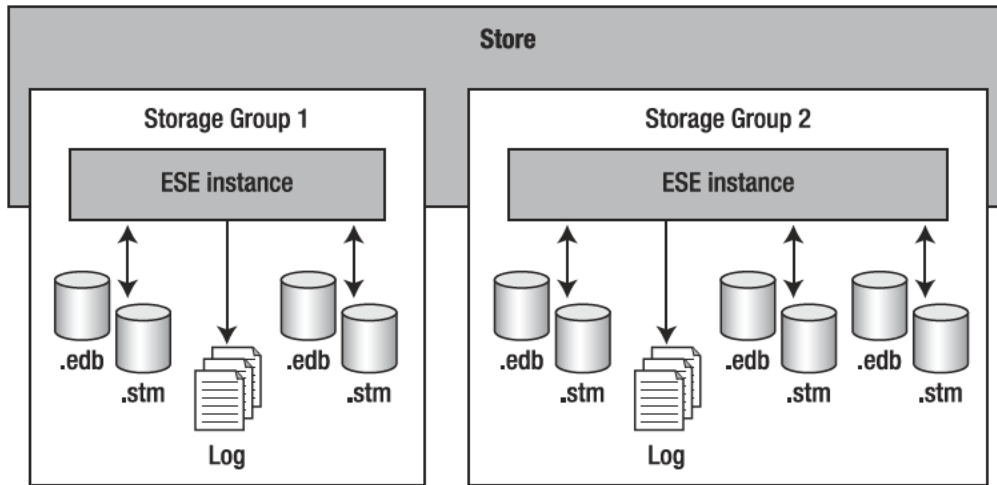 Store
Storage Group 1
ESE instance
.edb
.stm
.edb
.stm
Log
Storage Group 2
ESE instance
.edb
.stm
.edb
.stm
.edb
.stm
Log